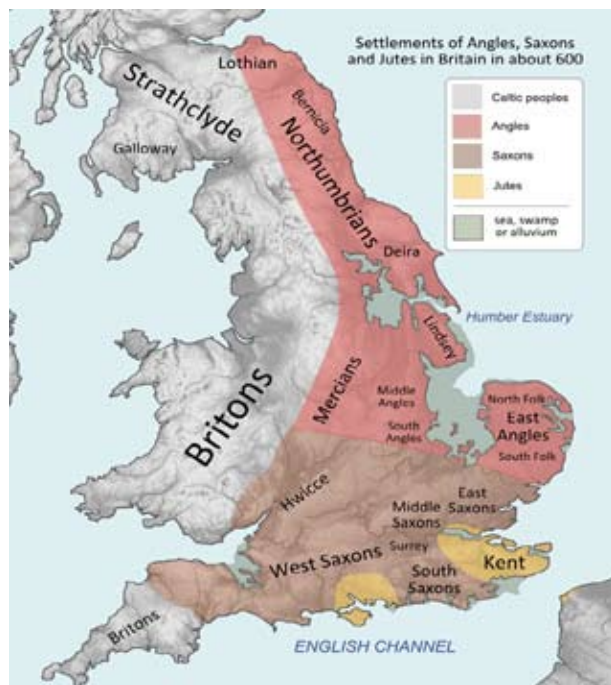 Settlements of Angles, Saxons
and Jutes in Britain in about 600
Celtic peoples
Angles
Saxons
Jutes
sea, swamp
or alluvium
Lothian
Strathclyde
Bernicia
Galloway
Northumbrians
Deira
Humber Estuary
Lindsey
Mercians
Middle
Angles
North Folk
East
Angles
South
Angles
South Folk
Britons
Hwicce
East
Saxons
Middle
Saxons
West Saxons
Surrey
Kent
South
Saxons
Britons
ENGLISH CHANNEL